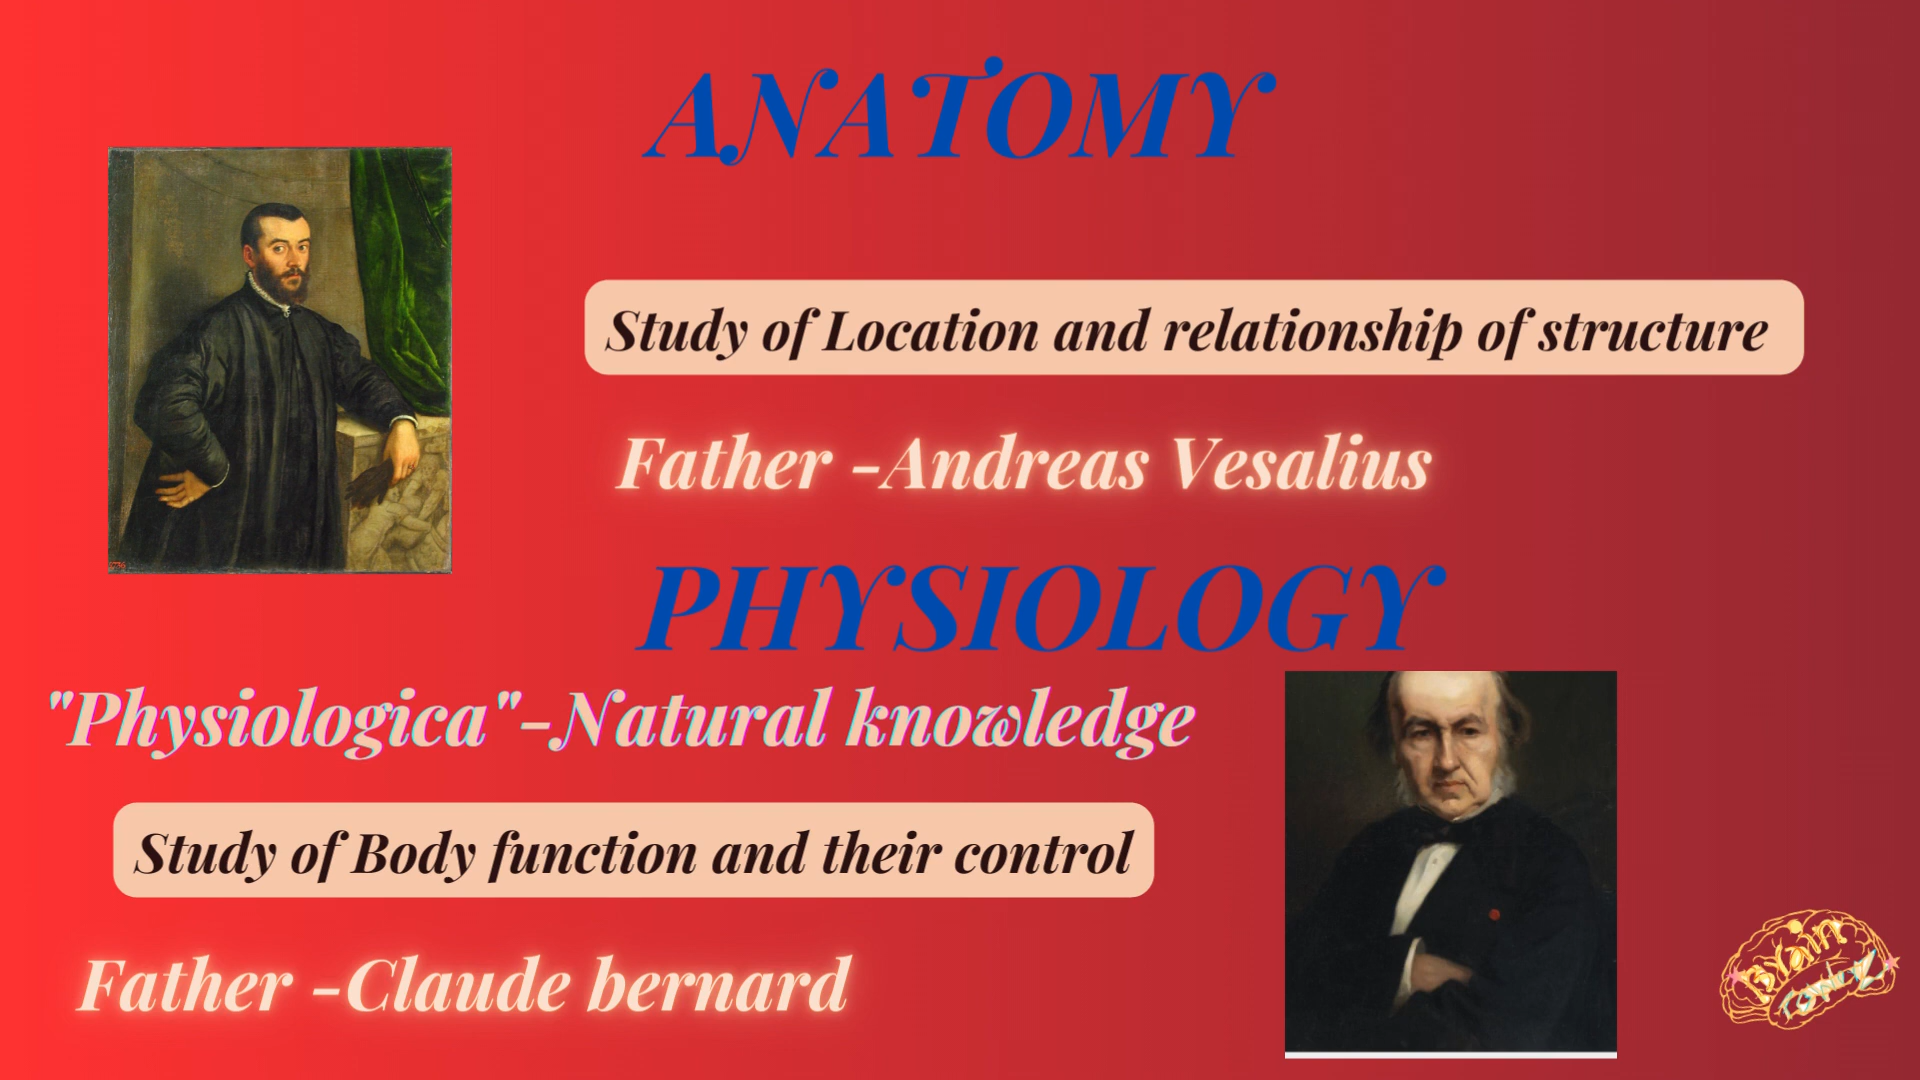 ANATOMY
Study of Location and relationship of structure
Father -Andreas Vesalius
PHYSIOLOGY
"Physiologica"-Natural knowledge
Study of Body function and their control
Father -Claude bernard
Brain